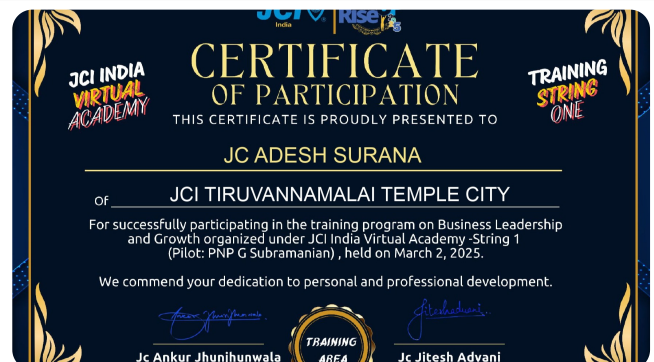 JCI
India
Rise
CERTIFICATE
OF PARTICIPATION
JCI INDIA
VIRTUAL
ACADEMY
TRAINING
STRING
ONE
THIS CERTIFICATE IS PROUDLY PRESENTED TO
JC ADESH SURANA
OF JCI TIRUVANNAMALAI TEMPLE CITY
For successfully participating in the training program on Business Leadership
and Growth organized under JCI India Virtual Academy -String 1
(Pilot: PNP G Subramanian) , held on March 2, 2025.
We commend your dedication to personal and professional development.
Jiteshadvani
TRAINING
AREA
Jc Ankur Jhunjhunwala
Jc Jitesh Advani